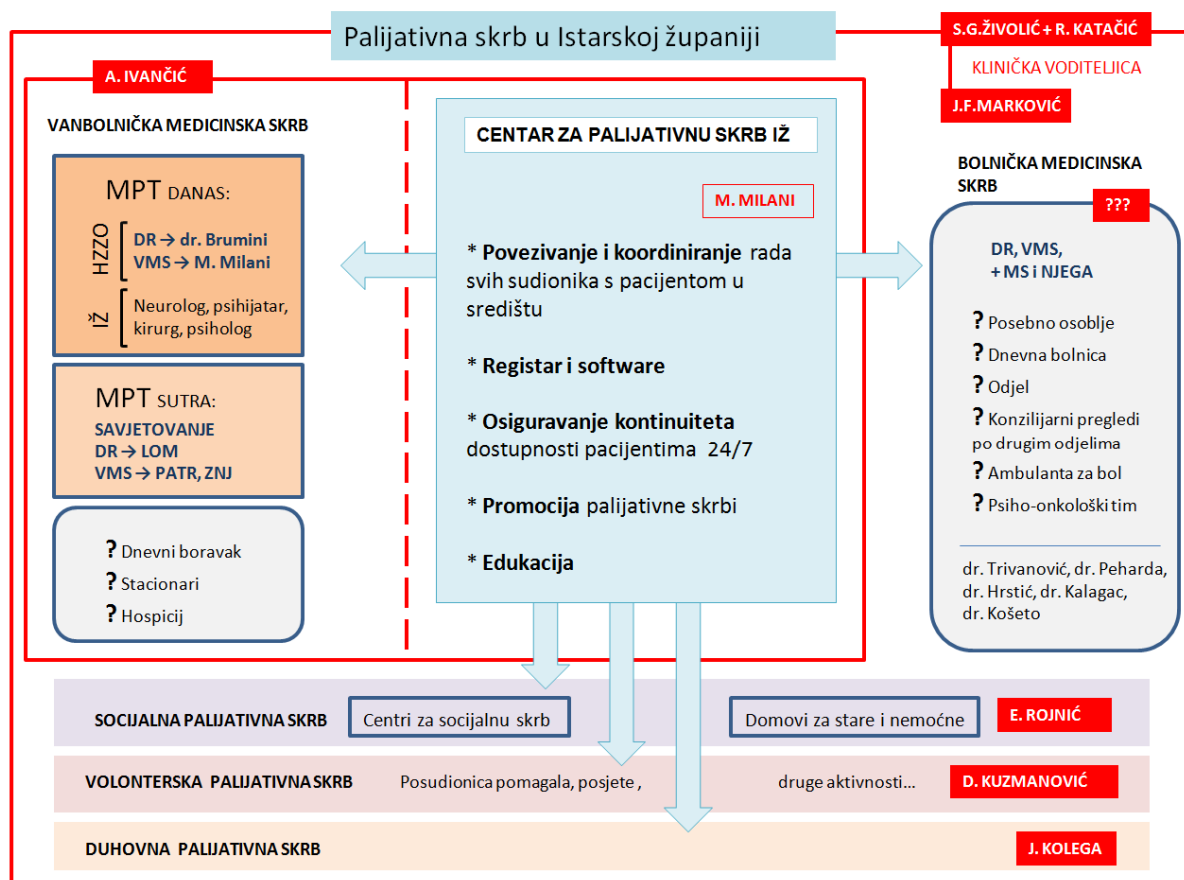 Palijativna skrb u Istarskoj županiji
S.G.ŽIVOLIĆ + R. KATAČIĆ
KLINIČKA VODITELJICA
J.F.MARKOVIĆ
A. IVANČIĆ
VANBOLNIČKA MEDICINSKA SKRB
MPT DANAS:
HZZO
DR → dr. Brumini
VMS → M. Milani
IŽ
Neurolog, psihijatar,
kirurg, psiholog
MPT SUTRA:
SAVJETOVANJE
DR → LOM
VMS → PATR, ZNJ
? Dnevni boravak
? Stacionari
? Hospicij
CENTAR ZA PALIJATIVNU SKRB IŽ
M. MILANI
* Povezivanje i koordiniranje rada
svih sudionika s pacijentom u
središtu
* Registar i software
* Osiguravanje kontinuiteta
dostupnosti pacijentima 24/7
* Promocija palijativne skrbi
* Edukacija
BOLNIČKA MEDICINSKA
SKRB
???
DR, VMS,
+ MS i NJEGA
? Posebno osoblje
? Dnevna bolnica
? Odjel
? Konzilijarni pregledi
po drugim odjelima
? Ambulanta za bol
? Psiho-onkološki tim
dr. Trivanović, dr. Peharda,
dr. Hrstić, dr. Kalagac,
dr. Košeto
SOCIJALNA PALIJATIVNA SKRB
Centri za socijalnu skrb
Domovi za stare i nemoćne
E. ROJNIĆ
VOLONTERSKA PALIJATIVNA SKRB
Posudionica pomagala, posjete ,
druge aktivnosti...
D. KUZMANOVIĆ
DUHOVNA PALIJATIVNA SKRB
J. KOLEGA